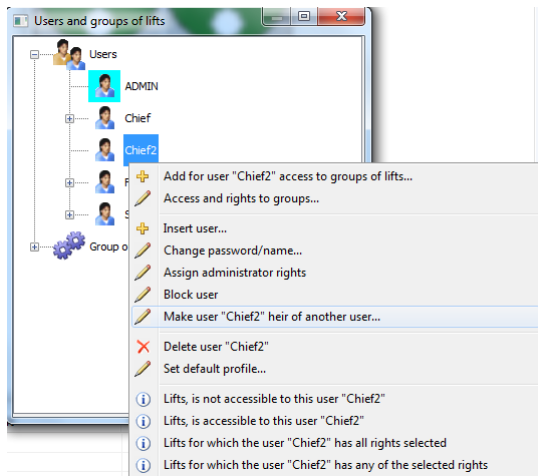 Users and groups of lifts
Users
ADMIN
Chief
Chief2
Group o
Add for user "Chief2" access to groups of lifts...
Access and rights to groups...
Insert user...
Change password/name...
Assign administrator rights
Block user
Make user "Chief2" heir of another user...
Delete user "Chief2"
Set default profile...
Lifts, is not accessible to this user "Chief2"
Lifts, is accessible to this user "Chief2"
Lifts for which the user "Chief2" has all rights selected
Lifts for which the user "Chief2" has any of the selected rights